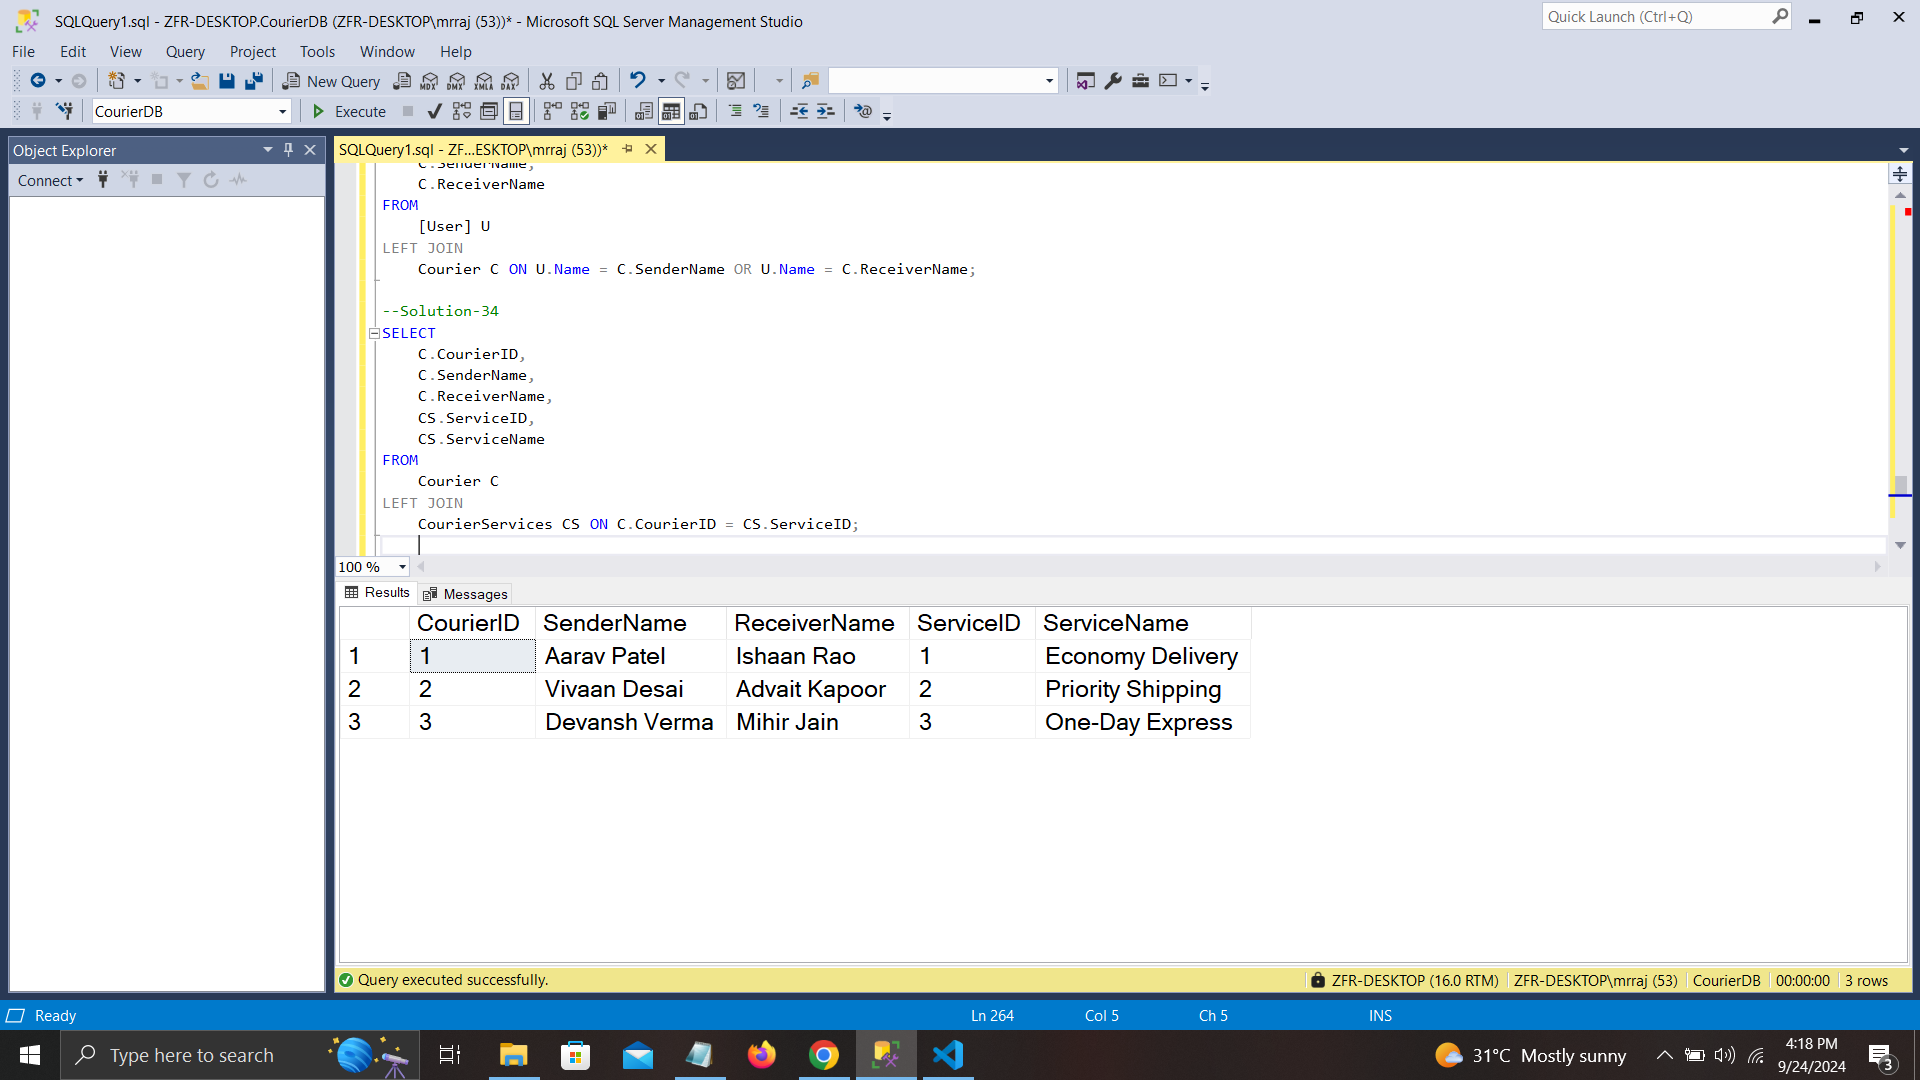 SQLQuery1.sql - ZFR-DESKTOP.CourierDB (ZFR-DESKTOP\mrraj (53))* - Microsoft SQL Server Management Studio
Quick Launch (Ctrl+Q)
File Edit View Query Project Tools Window Help
New Query MDX DMX XMLA DAX
CourierDB Execute
Object Explorer
SQLQuery1.sql - ZF...ESKTOP\mrraj (53))*
Connect
C.SenderName,
C.ReceiverName
FROM
[User] U
LEFT JOIN
Courier C ON U.Name = C.SenderName OR U.Name = C.ReceiverName;
--Solution-34
SELECT
C.CourierID,
C.SenderName,
C.ReceiverName,
CS.ServiceID,
CS.ServiceName
FROM
Courier C
LEFT JOIN
CourierServices CS ON C.CourierID = CS.ServiceID;
100 %
Results Messages
CourierID SenderName ReceiverName ServiceID ServiceName
1 1 Aarav Patel Ishaan Rao 1 Economy Delivery
2 2 Vivaan Desai Advait Kapoor 2 Priority Shipping
3 3 Devansh Verma Mihir Jain 3 One-Day Express
Query executed successfully.
ZFR-DESKTOP (16.0 RTM) ZFR-DESKTOP\mrraj (53) CourierDB 00:00:00 3 rows
Ready Ln 264 Col 5 Ch 5 INS
Type here to search
31°C Mostly sunny
4:18 PM
9/24/2024
3